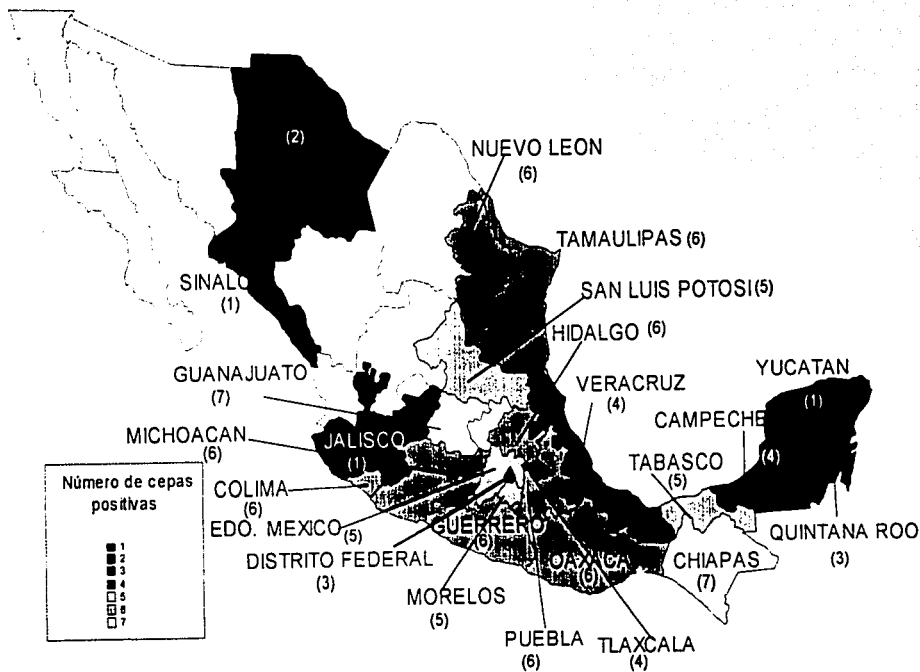 (2)
NUEVO LEON
(6)
TAMAULIPAS (6)
SINALO
(1)
SAN LUIS POTOSI (5)
HIDALGO
(6)
GUANAJUATO
(7)
VERACRUZ
(4)
YUCATAN
(1)
CAMPECHE
(4)
MICHOACAN
(6)
JALISCO
(1)
TABASCO
(5)
COLIMA
(6)
EDO. MEXICO
(5)
GUERRERO
(6)
QUINTANA ROO
(3)
DISTRITO FEDERAL
(3)
OAXACA
(6)
CHIAPAS
(7)
MORELOS
(5)
PUEBLA
(6)
TLAXCALA
(4)
Número de cepas
positivas
1
2
3
4
5
6
7